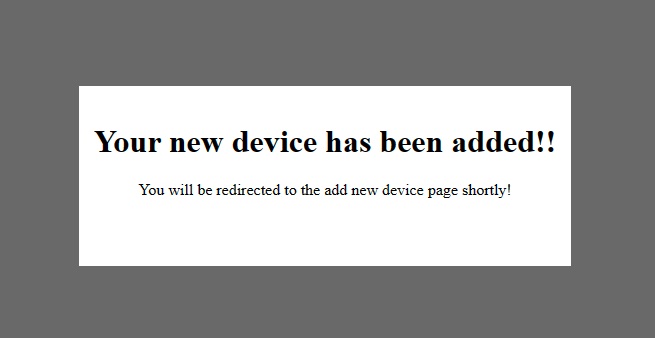 Your new device has been added!!
You will be redirected to the add new device page shortly!